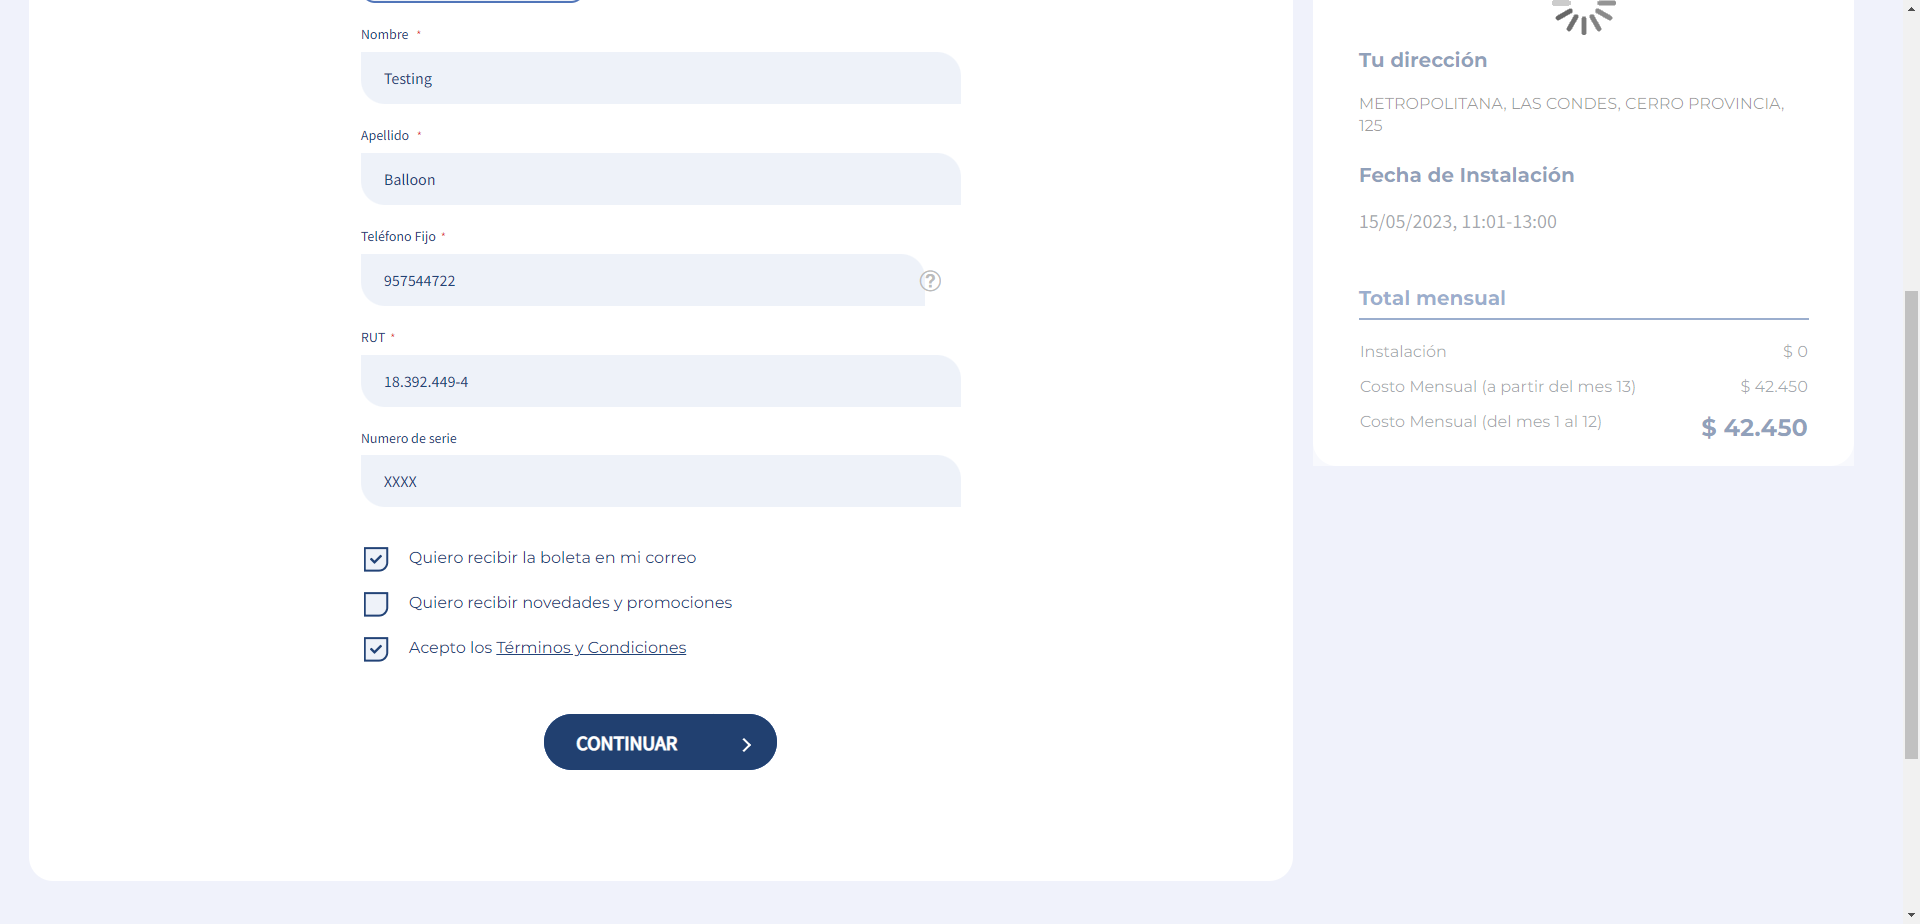 Nombre *
Testing
Apellido *
Balloon
Teléfono Fijo *
957544722
?
RUT *
18.392.449-4
Numero de serie
XXXX
Quiero recibir la boleta en mi correo
Quiero recibir novedades y promociones
Acepto los Términos y Condiciones
CONTINUAR
Tu dirección
METROPOLITANA, LAS CONDES, CERRO PROVINCIA,
125
Fecha de Instalación
15/05/2023, 11:01-13:00
Total mensual
Instalación $ 0
Costo Mensual (a partir del mes 13) $ 42.450
Costo Mensual (del mes 1 al 12) $ 42.450